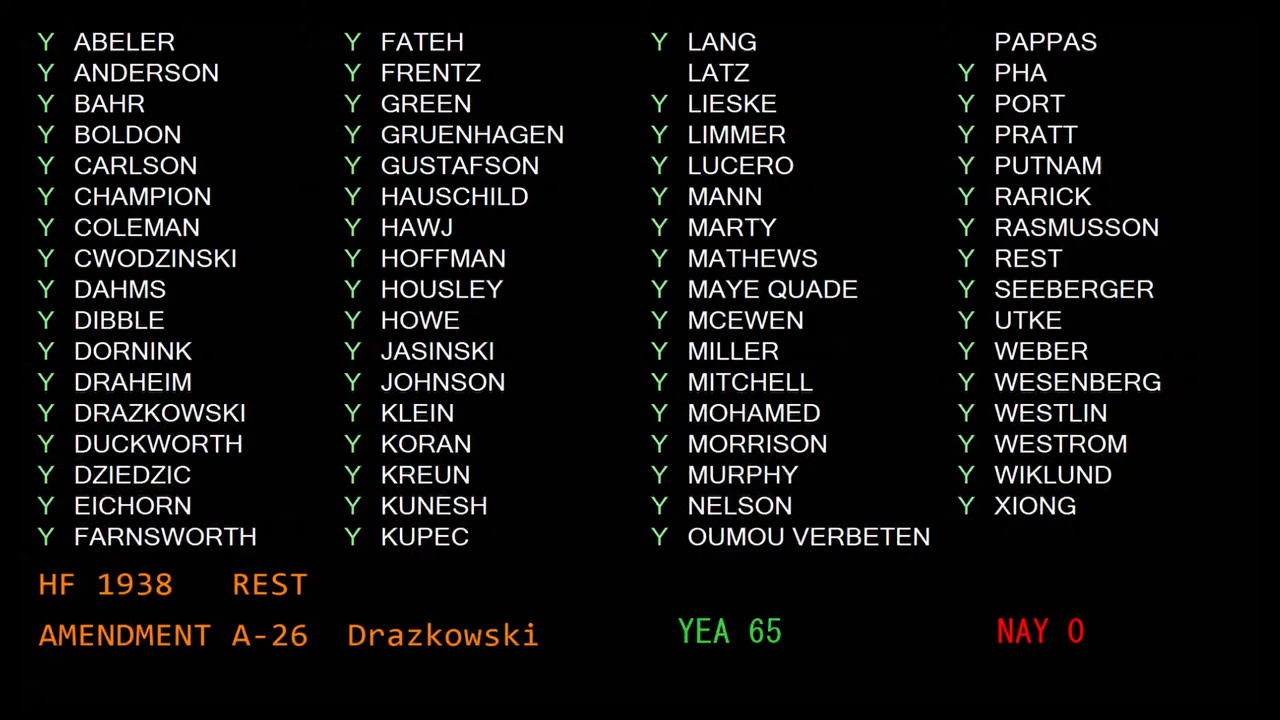 Y ABELER Y FATEH Y LANG PAPPAS
Y ANDERSON Y FRENTZ LATZ Y PHA
Y BAHR Y GREEN Y LIESKE Y PORT
Y BOLDON Y GRUENHAGEN Y LIMMER Y PRATT
Y CARLSON Y GUSTAFSON Y LUCERO Y PUTNAM
Y CHAMPION Y HAUSCHILD Y MANN Y RARICK
Y COLEMAN Y HAWJ Y MARTY Y RASMUSSON
Y CWODZINSKI Y HOFFMAN Y MATHEWS Y REST
Y DAHMS Y HOUSLEY Y MAYE QUADE Y SEEBERGER
Y DIBBLE Y HOWE Y MCEWEN Y UTKE
Y DORNINK Y JASINSKI Y MILLER Y WEBER
Y DRAHEIM Y JOHNSON Y MITCHELL Y WESENBERG
Y DRAZKOWSKI Y KLEIN Y MOHAMED Y WESTLIN
Y DUCKWORTH Y KORAN Y MORRISON Y WESTROM
Y DZIEDZIC Y KREUN Y MURPHY Y WIKLUND
Y EICHORN Y KUNESH Y NELSON Y XIONG
Y FARNSWORTH Y KUPEC Y OUMOU VERBETEN
HF 1938 REST
AMENDMENT A-26 Drazkowski YEA 65 NAY 0